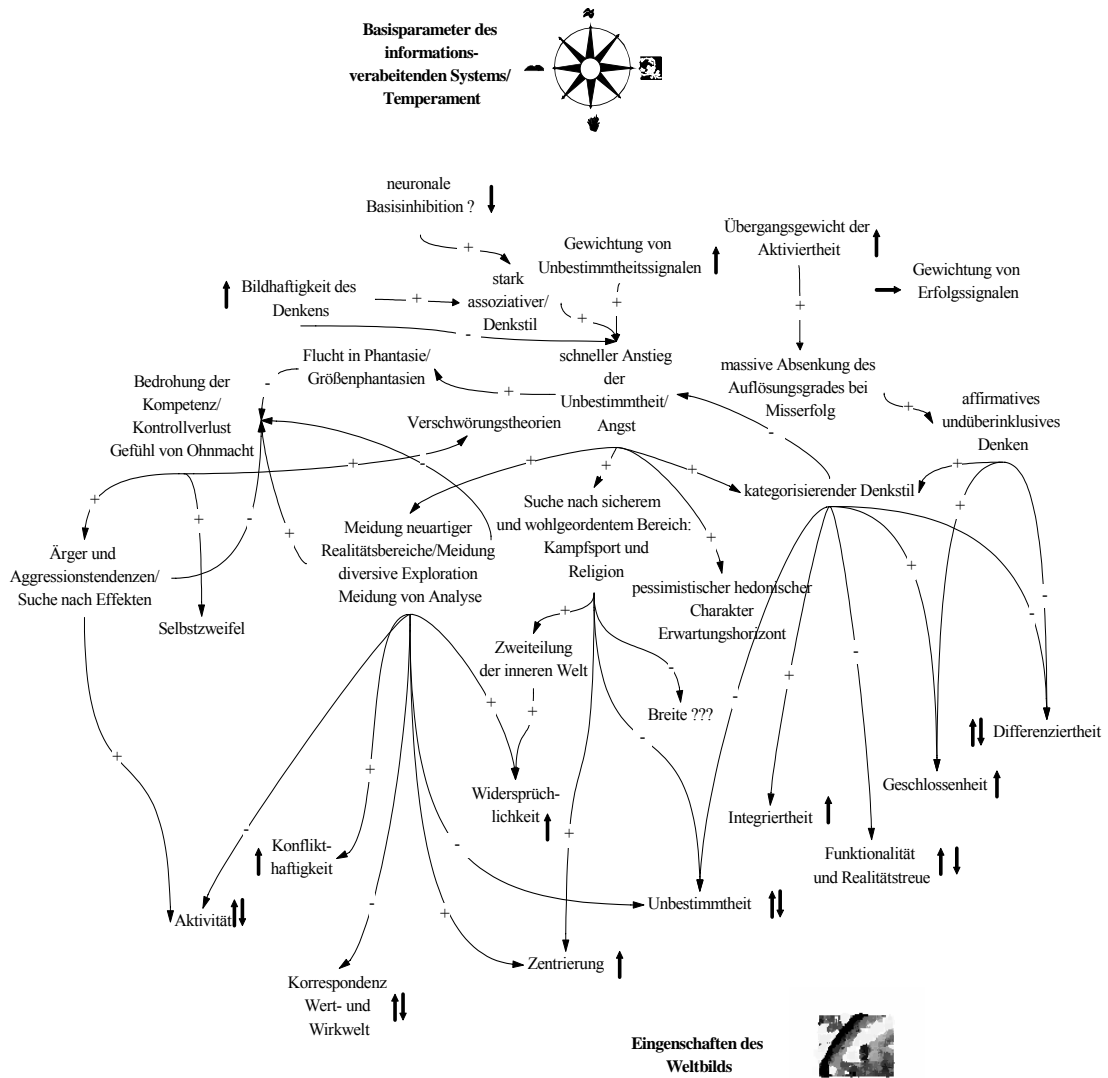 Basisparameter des
informations-
verabeitenden Systems/
Temperament
neuronale
Basisinhibition ?
Gewichtung von
Unbestimmtheitssignalen
Übergangsgewicht der
Aktiviertheit
Gewichtung von
Erfolgssignalen
Bildhaftigkeit des
Denkens
stark
assoziativer/
Denkstil
schneller Anstieg
der
Unbestimmtheit/
Angst
massive Absenkung des
Auflösungsgrades bei
Misserfolg
Flucht in Phantasie/
Größenphantasien
Bedrohung der
Kompetenz/
Kontrollverlust
Gefühl von Ohnmacht
Verschwörungstheorien
affirmatives
undüberinklusives
Denken
kategorisierender Denkstil
Suche nach sicherem
und wohlgeordentem Bereich:
Kampfsport und
Religion
Meidung neuartiger
Realitätsbereiche/Meidung
diversive Exploration
Meidung von Analyse
Ärger und
Aggressionstendenzen/
Suche nach Effekten
Selbstzweifel
pessimistischer hedonischer
Charakter
Erwartungshorizont
Zweiteilung
der inneren Welt
Breite ???
Differenziertheit
Geschlossenheit
Widersprüch-
lichkeit
Integriertheit
Konflikt-
haftigkeit
Funktionalität
und Realitätstreue
Aktivität
Unbestimmtheit
Zentrierung
Korrespondenz
Wert- und
Wirkwelt
Eingenschaften des
Weltbilds